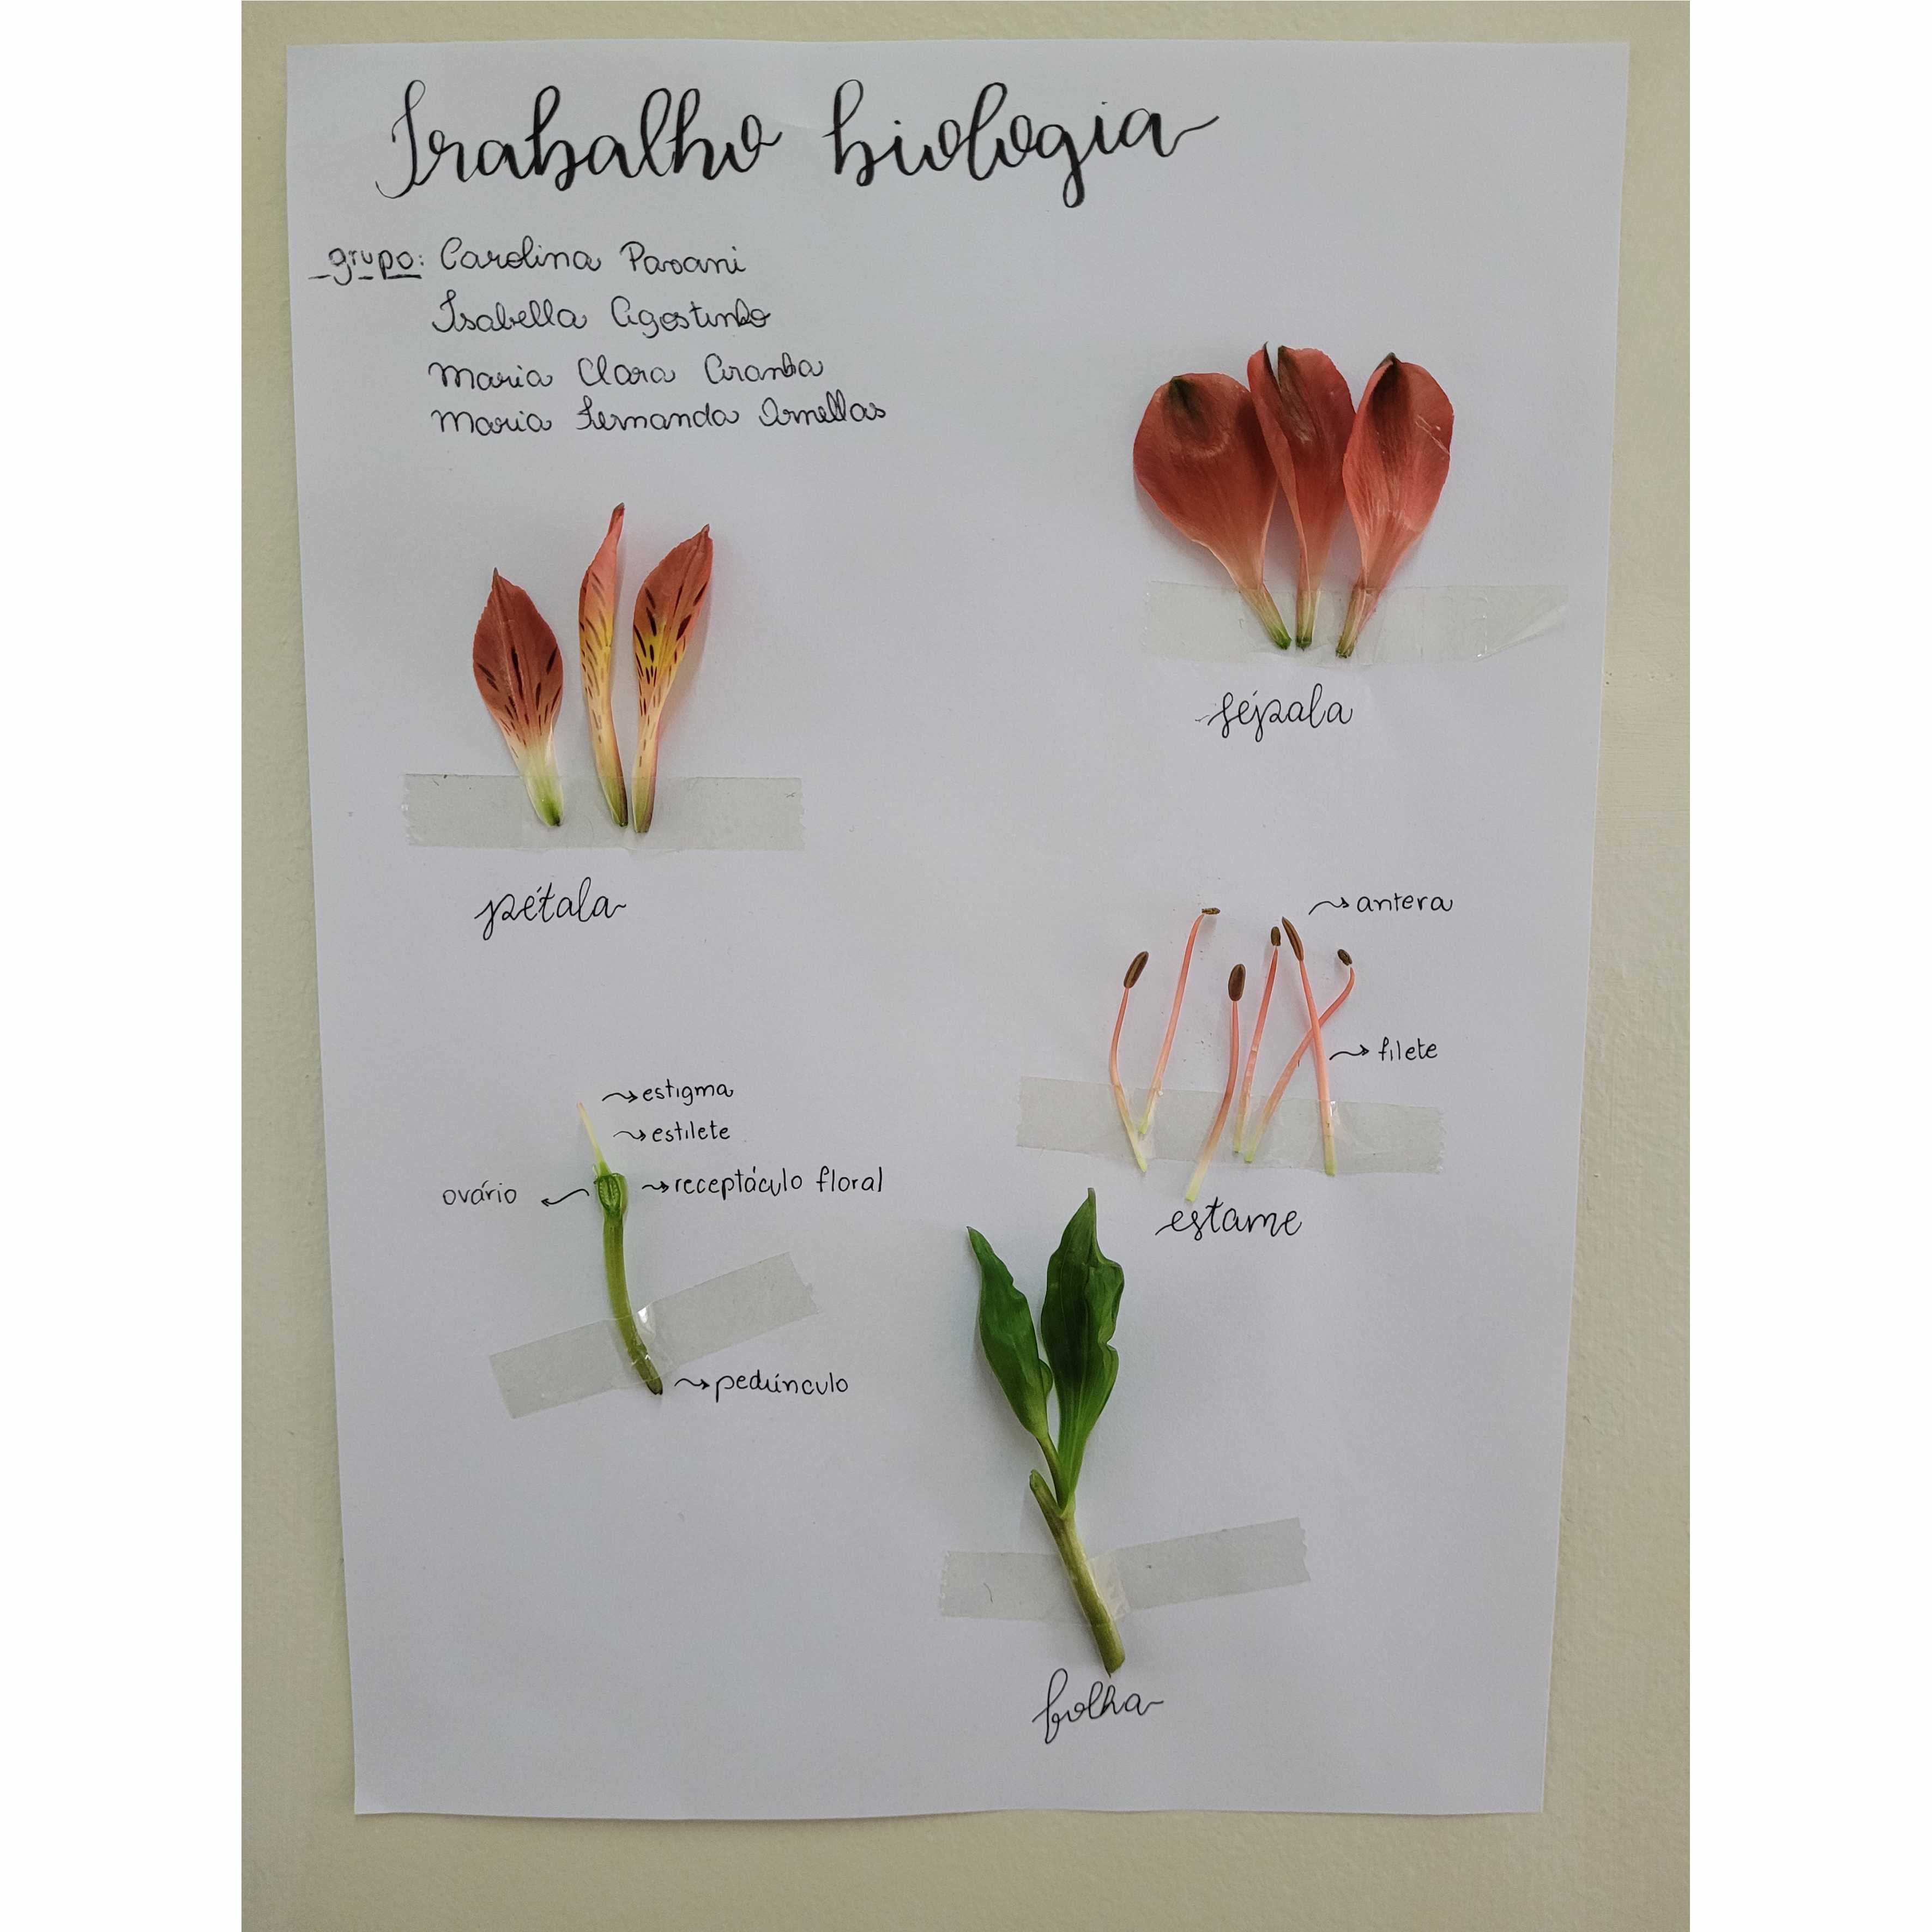 Trabalho biologia
grupo: Carolina Pavani
Isabella Agostinho
Maria Clara Aranha
Maria Fernanda Ornellas
sépala
pétala
antera
filete
estame
estigma
estilete
ovário
receptáculo floral
pedúnculo
folha